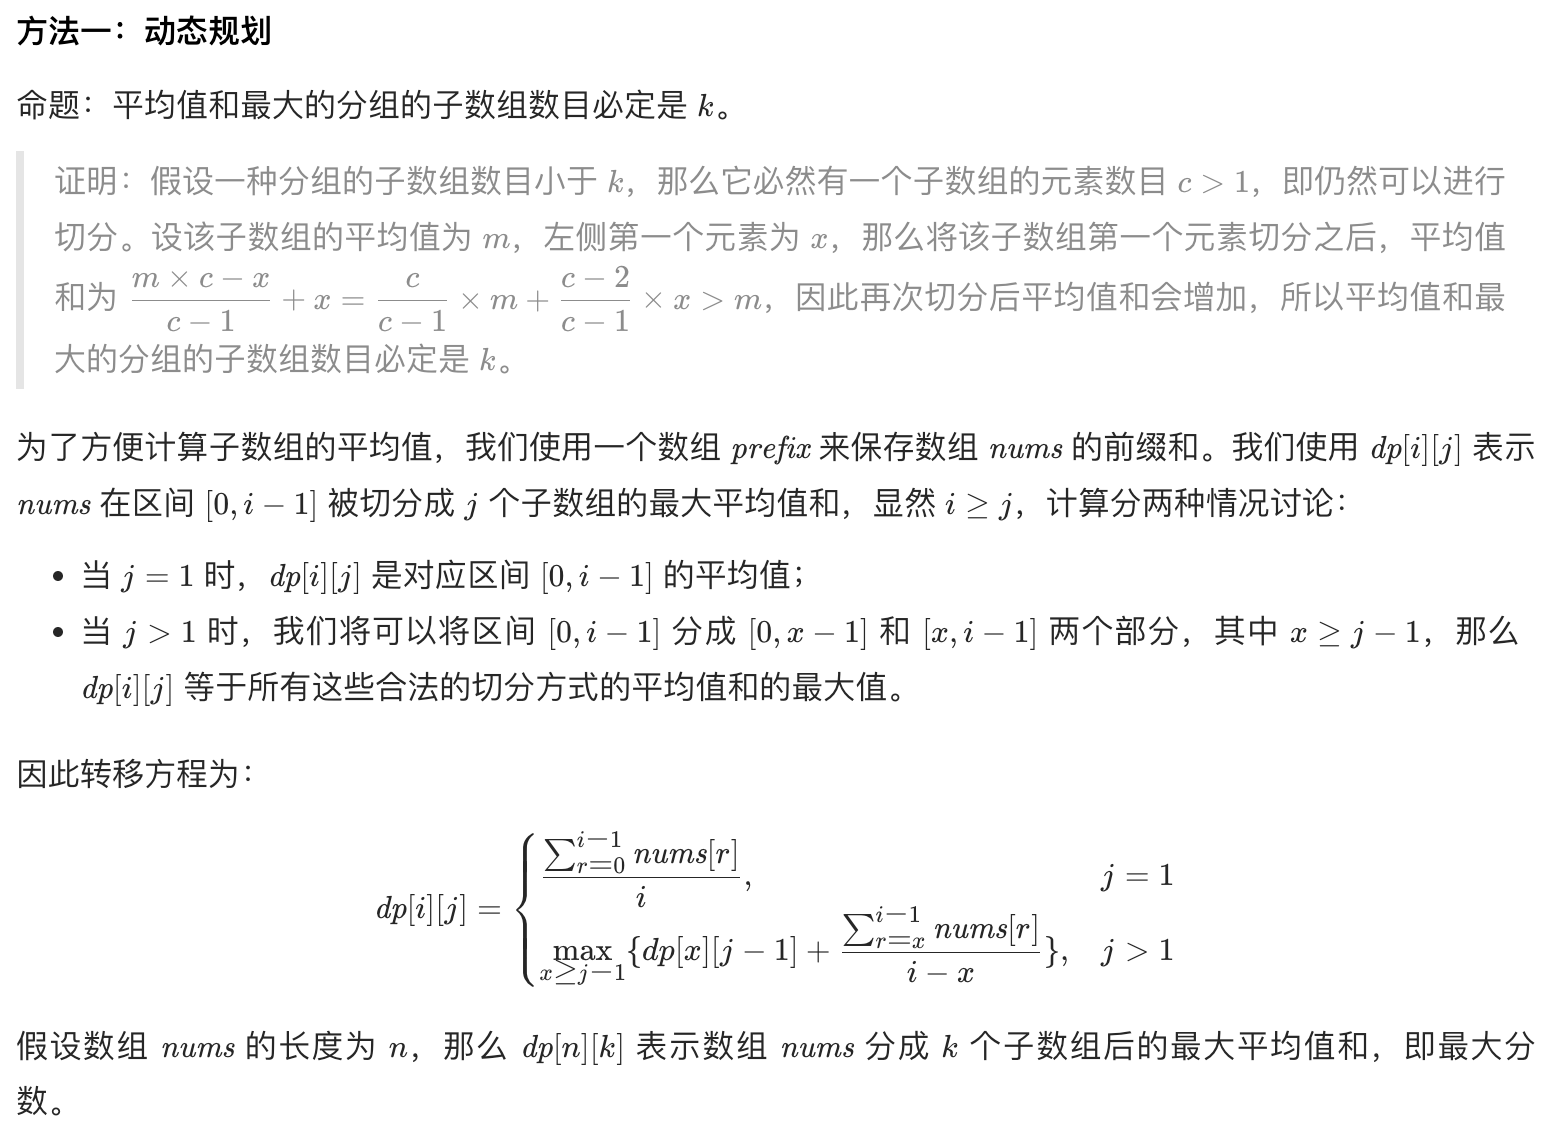 方法一：动态规划
命题：平均值和最大的分组的子数组数目必定是 k。
证明：假设一种分组的子数组数目小于 k，那么它必然有一个子数组的元素数目 c > 1，即仍然可以进行
切分。设该子数组的平均值为 m，左侧第一个元素为 x，那么将该子数组第一个元素切分之后，平均值
和为 \frac{m × c − x}{c − 1} + x = \frac{c}{c − 1} × m + \frac{c − 2}{c − 1} × x > m，因此再次切分后平均值和会增加，所以平均值和最
大的分组的子数组数目必定是 k。
为了方便计算子数组的平均值，我们使用一个数组 prefix 来保存数组 nums 的前缀和。我们使用 dp[i][j] 表示
nums 在区间 [0, i − 1] 被切分成 j 个子数组的最大平均值和，显然 i ≥ j，计算分两种情况讨论：
• 当 j = 1 时，dp[i][j] 是对应区间 [0, i − 1] 的平均值；
• 当 j > 1 时，我们将可以将区间 [0, i − 1] 分成 [0, x − 1] 和 [x, i − 1] 两个部分，其中 x ≥ j − 1，那么
dp[i][j] 等于所有这些合法的切分方式的平均值和的最大值。
因此转移方程为：
dp[i][j] = \begin{cases} \frac{\sum_{r=0}^{i−1} nums[r]}{i}, & j = 1 \\ \max_{x≥j−1} \{dp[x][j − 1] + \frac{\sum_{r=x}^{i−1} nums[r]}{i − x}\}, & j > 1 \end{cases}
假设数组 nums 的长度为 n，那么 dp[n][k] 表示数组 nums 分成 k 个子数组后的最大平均值和，即最大分
数。